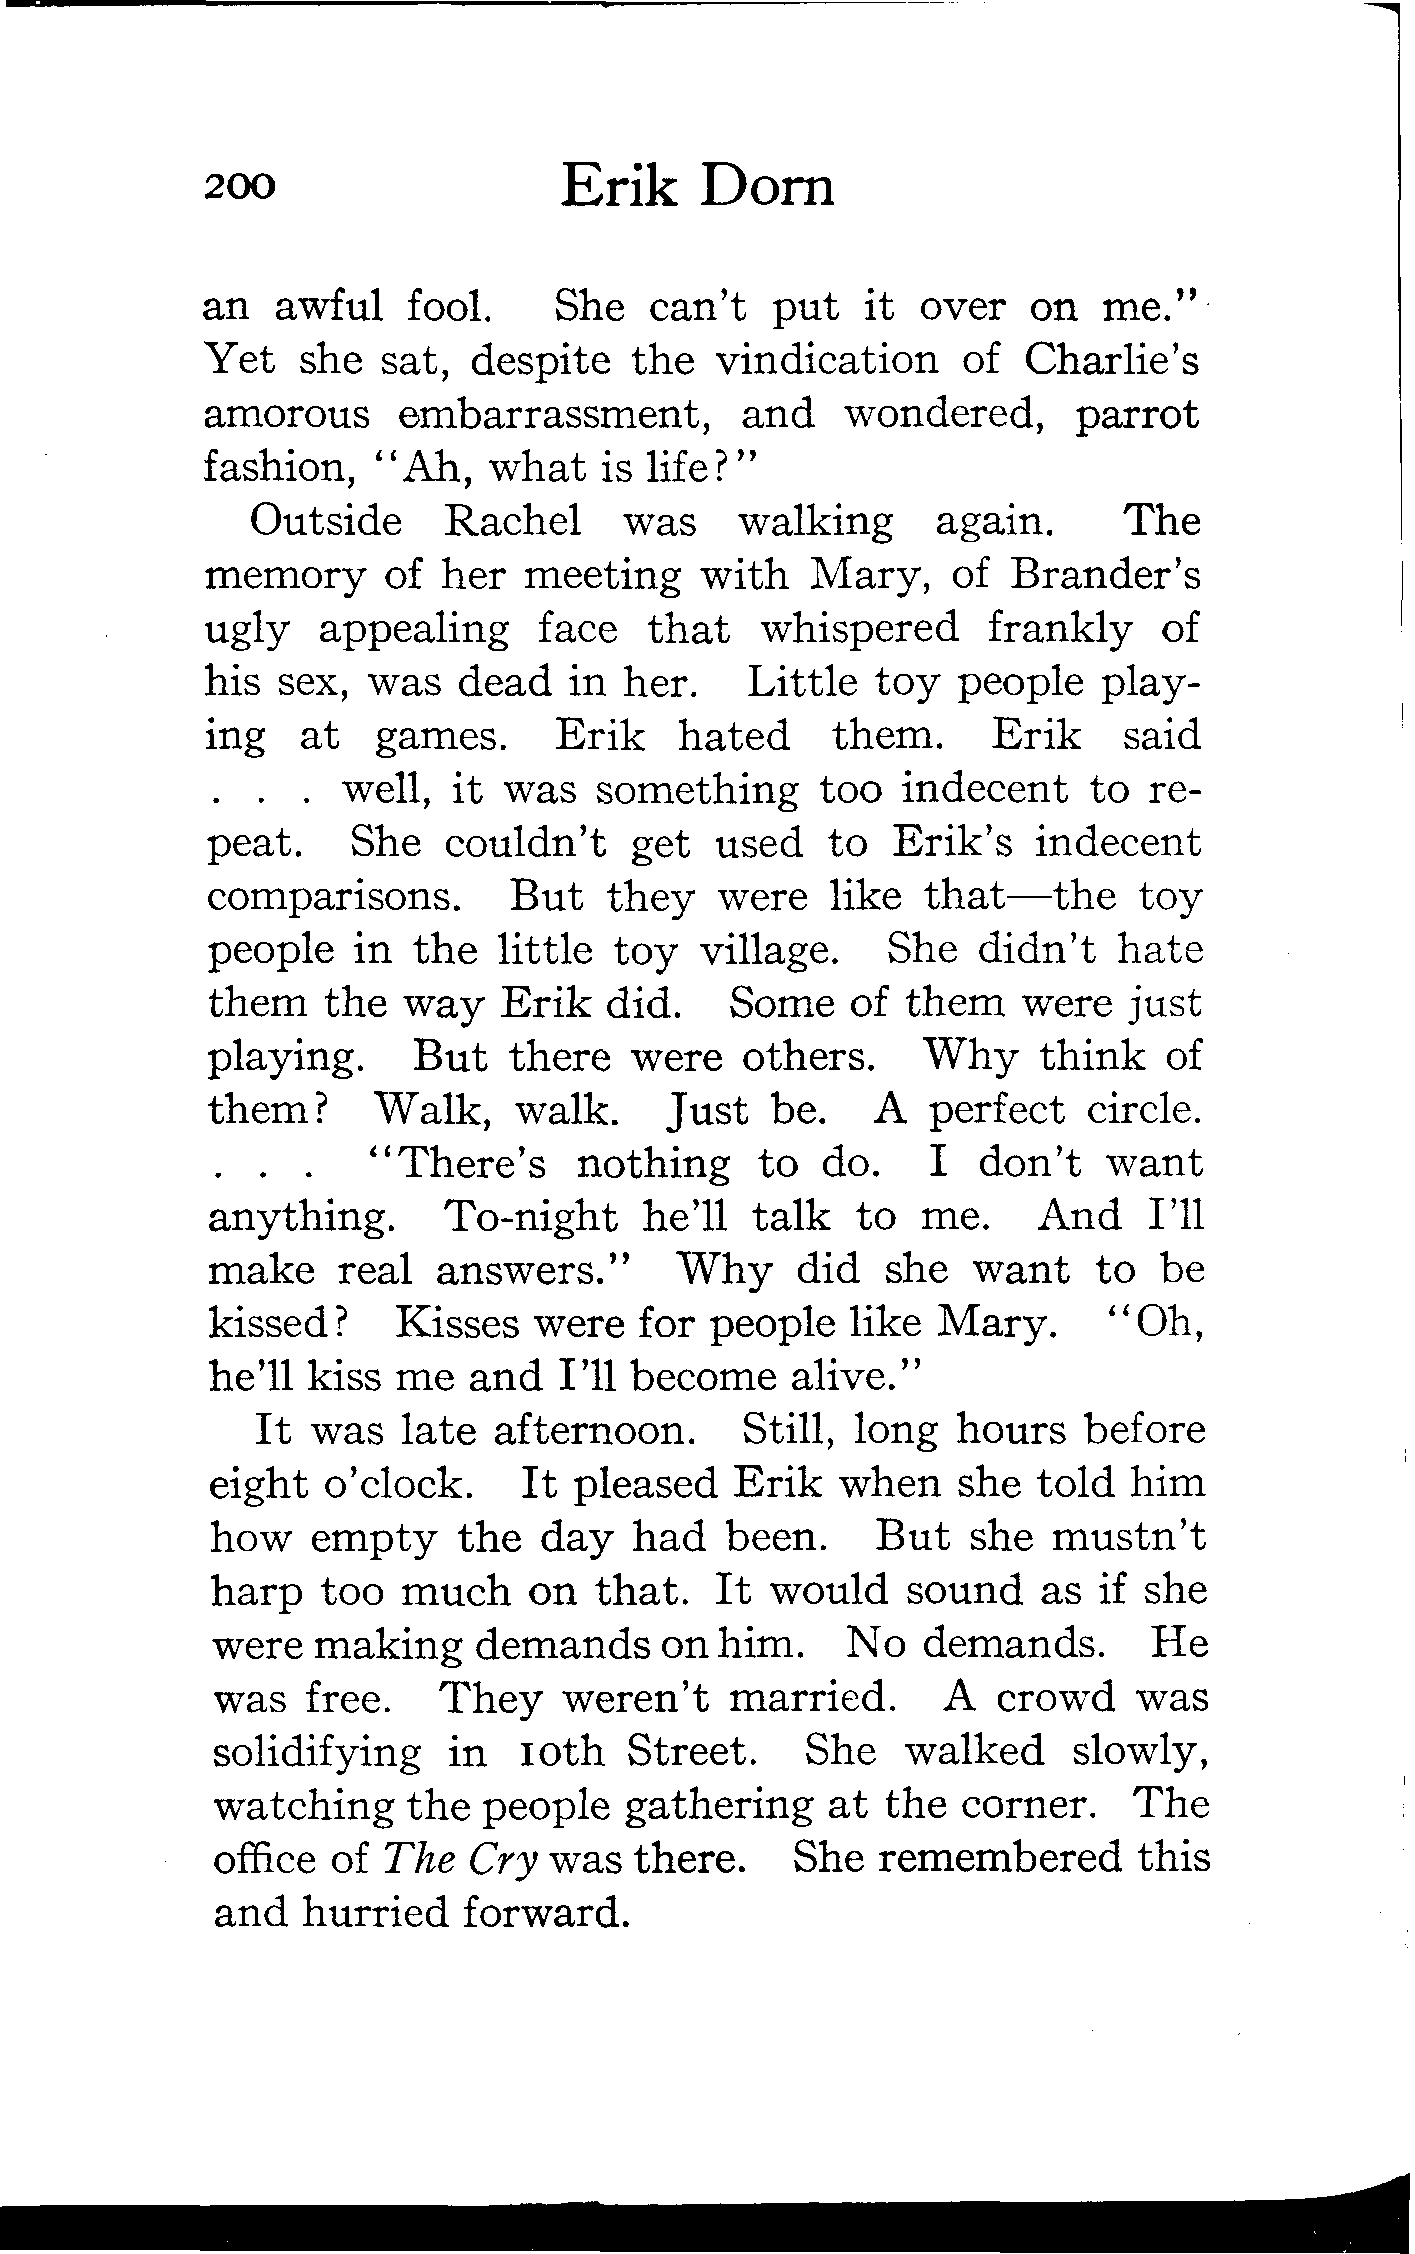 200 Erik Dorn
an awful fool. She can't put it over on me."
Yet she sat, despite the vindication of Charlie's
amorous embarrassment, and wondered, parrot
fashion, "Ah, what is life?"
Outside Rachel was walking again. The
memory of her meeting with Mary, of Brander's
ugly appealing face that whispered frankly of
his sex, was dead in her. Little toy people play-
ing at games. Erik hated them. Erik said
. . . well, it was something too indecent to re-
peat. She couldn't get used to Erik's indecent
comparisons. But they were like that—the toy
people in the little toy village. She didn't hate
them the way Erik did. Some of them were just
playing. But there were others. Why think of
them? Walk, walk. Just be. A perfect circle.
. . . "There's nothing to do. I don't want
anything. To-night he'll talk to me. And I'll
make real answers." Why did she want to be
kissed? Kisses were for people like Mary. "Oh,
he'll kiss me and I'll become alive."
It was late afternoon. Still, long hours before
eight o'clock. It pleased Erik when she told him
how empty the day had been. But she mustn't
harp too much on that. It would sound as if she
were making demands on him. No demands. He
was free. They weren't married. A crowd was
solidifying in 10th Street. She walked slowly,
watching the people gathering at the corner. The
office of The Cry was there. She remembered this
and hurried forward.